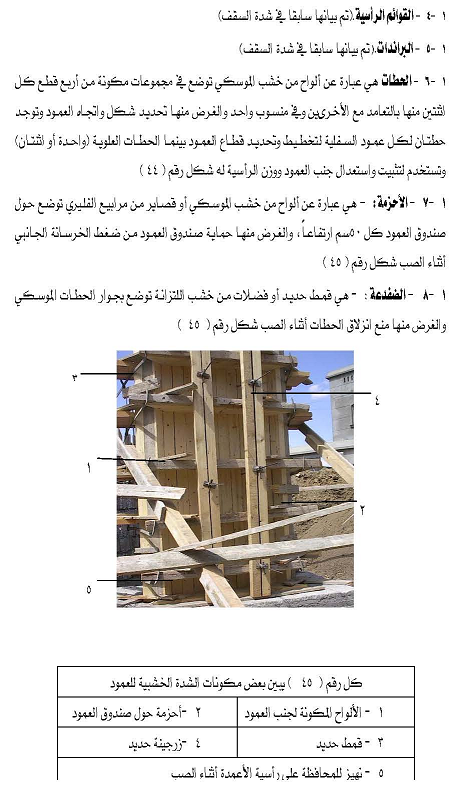 ١ -٤ - القوائم الرأسية.(تم بيانها سابقا في شدة السقف)
١ -٥ - البراندات.(تم بيانها سابقا في شدة السقف)
١ -٦ - الحطات هي عبارة عن ألواح من خشب الموسكي توضع في مجموعات مكونة من أربع قطع كل
اثنتين منها بالتعامد مع الأخريين وفي منسوب واحد والغرض منها تحديد شكل واتجاه العمود وتوجد
حطتان لكل عمود السفلية لتخطيط وتحديد قطاع العمود بينما الحطات العلوية (واحدة أو اثنتان)
وتستخدم لتثبيت واستعدال جنب العمود ووزن الرأسية له شكل رقم ( ٤٤ )
١ -٧ - الأحزمة: - هي عبارة عن ألواح من خشب الموسكي أو قصاير من مرابيع الفليري توضع حول
صندوق العمود كل ٥٠سم ارتفاعاً ، والغرض منها حماية صندوق العمود من ضغط الخرسانة الجانبي
أثناء الصب شكل رقم ( ٤٥ )
١ -٨ - الضفدعة : - هي قمط حديد أو فضلات من خشب اللتزانة توضع بجوار الحطات الموسكي
والغرض منها منع انزلاق الحطات أثناء الصب شكل رقم ( ٤٥ )
٣
٤
١
٢
٥
كل رقم ( ٤٥ ) يبين بعض مكونات الشدة الخشبية للعمود
١ - الألواح المكونة لجنب العمود
٢ -أحزمة حول صندوق العمود
٣ - قمط حديد
٤ -زرجينة حديد
٥ - نهيز للمحافظة على رأسية الأعمدة أثناء الصب